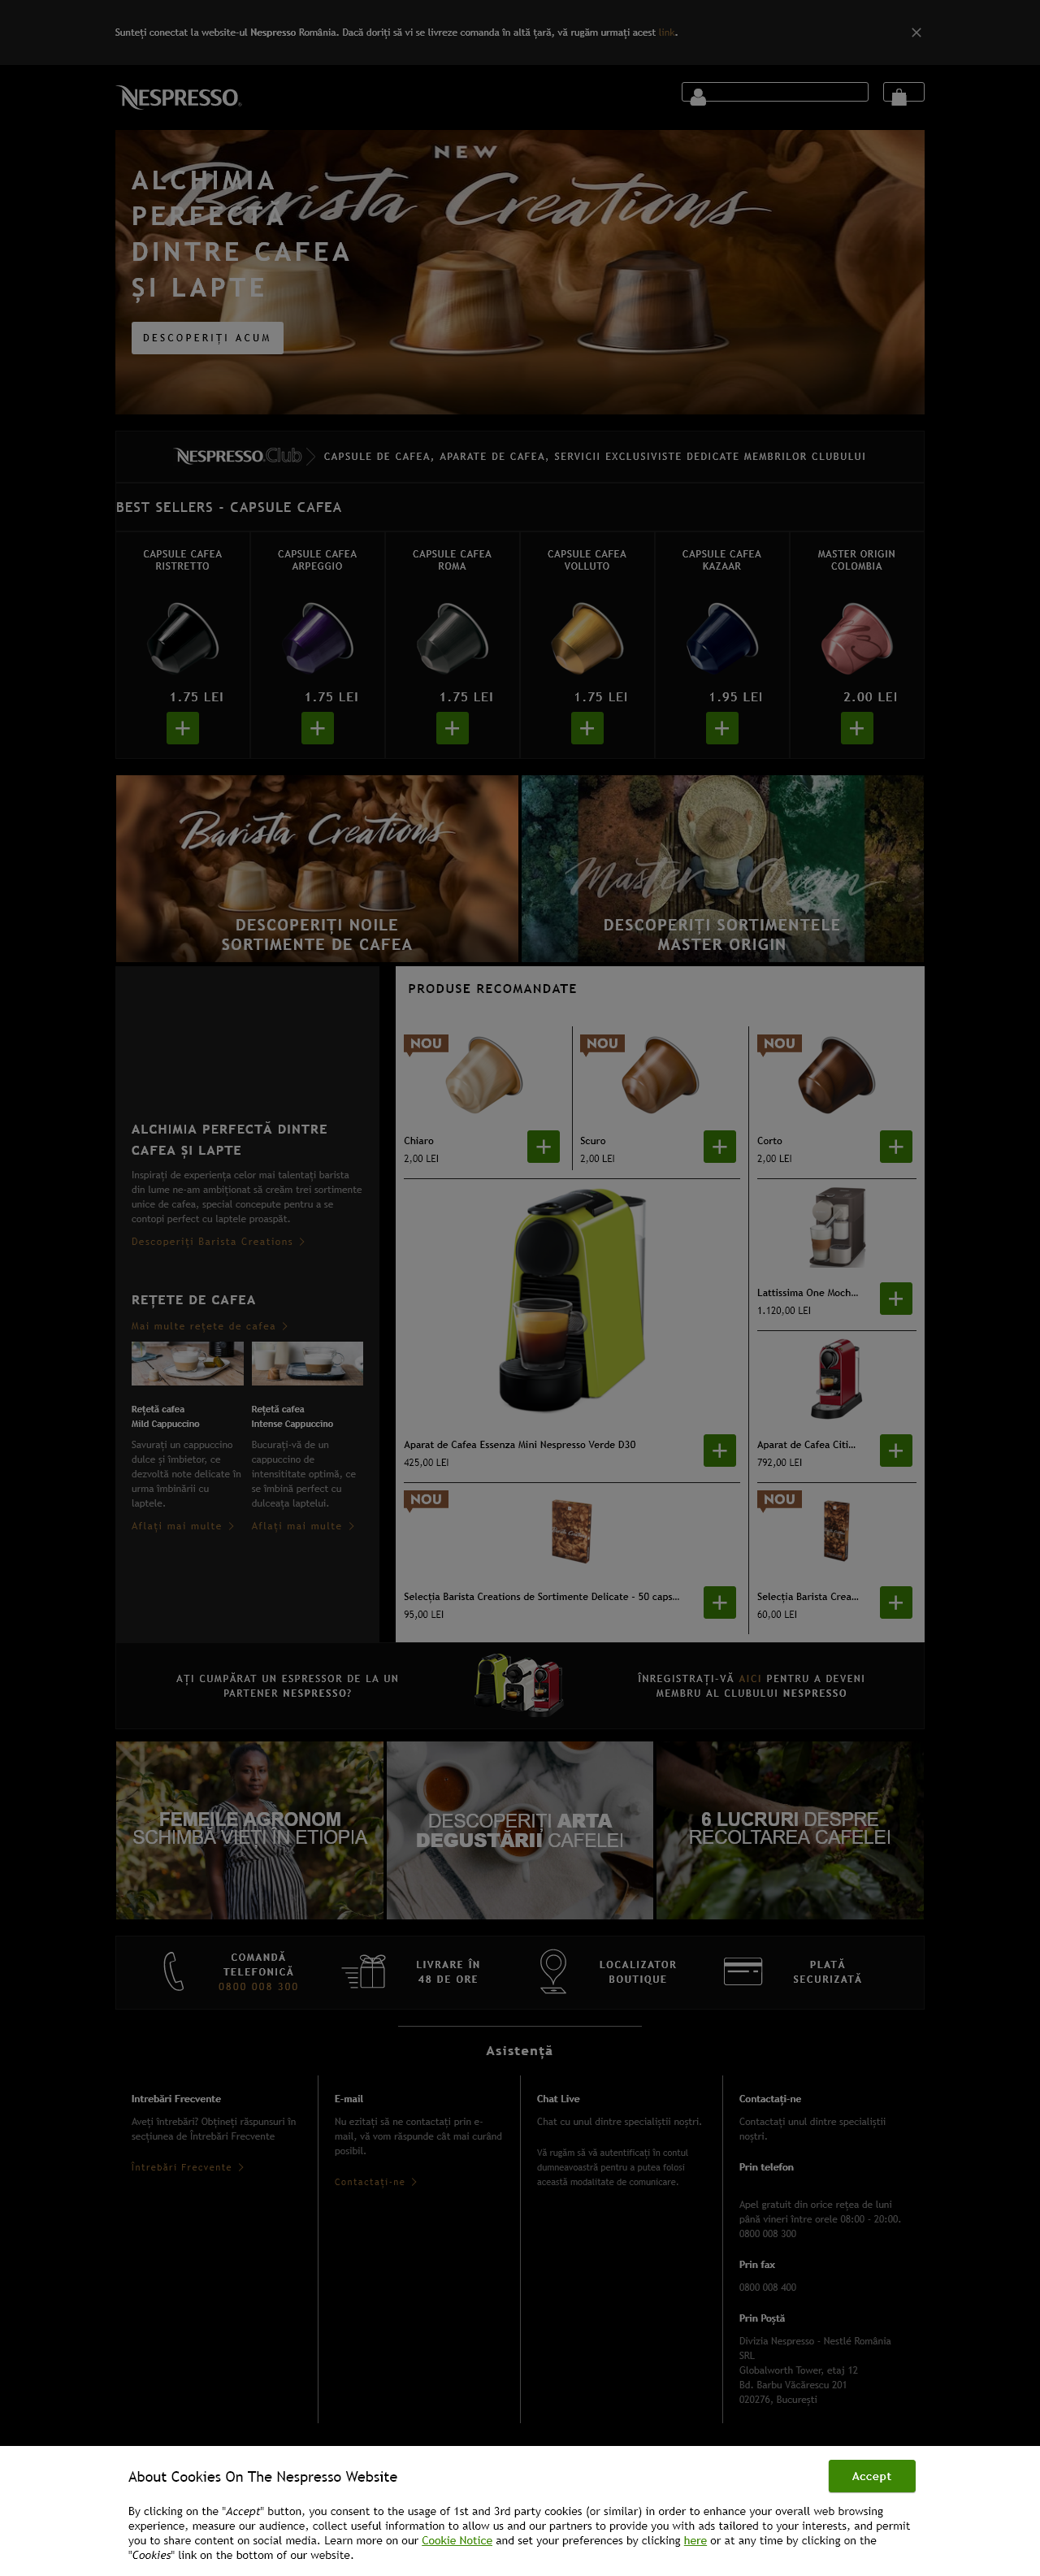 Sunteți conectat la website-ul Nespresso România. Dacă doriți să vi se livreze comanda în altă țară, vă rugăm urmați acest link.
NESPRESSO
NEW
Barista Creations
ALCHIMIA
PERFECTĂ
DINTRE CAFEA
ȘI LAPTE
DESCOPERIȚI ACUM
NESPRESSO Club
CAPSULE DE CAFEA, APARATE DE CAFEA, SERVICII EXCLUSIVISTE DEDICATE MEMBRILOR CLUBULUI
BEST SELLERS - CAPSULE CAFEA
CAPSULE CAFEA
RISTRETTO
1.75 LEI
CAPSULE CAFEA
ARPEGGIO
1.75 LEI
CAPSULE CAFEA
ROMA
1.75 LEI
CAPSULE CAFEA
VOLLUTO
1.75 LEI
CAPSULE CAFEA
KAZAAR
1.95 LEI
MASTER ORIGIN
COLOMBIA
2.00 LEI
Barista Creations
DESCOPERIȚI NOILE
SORTIMENTE DE CAFEA
Master Origin
DESCOPERIȚI SORTIMENTELE
MASTER ORIGIN
ALCHIMIA PERFECTĂ DINTRE
CAFEA ȘI LAPTE
Inspirați de experiența celor mai talentați barista
din lume ne-am ambiționat să creăm trei sortimente
unice de cafea, special concepute pentru a se
contopi perfect cu laptele proaspăt.
Descoperiți Barista Creations
REȚETE DE CAFEA
Mai multe rețete de cafea
Rețetă cafea
Mild Cappuccino
Savurați un cappuccino
dulce și îmbietor, ce
dezvoltă note delicate în
urma îmbinării cu
laptele.
Aflați mai multe
Rețetă cafea
Intense Cappuccino
Bucurați-vă de un
cappuccino de
intensitate optimă, ce
se îmbină perfect cu
dulceața laptelui.
Aflați mai multe
PRODUSE RECOMANDATE
NOU
Chiaro
2,00 LEI
NOU
Scuro
2,00 LEI
NOU
Corto
2,00 LEI
Aparat de Cafea Essenza Mini Nespresso Verde D30
425,00 LEI
Lattissima One Moch...
1.120,00 LEI
Aparat de Cafea Citi...
792,00 LEI
NOU
Selecția Barista Creations de Sortimente Delicate - 50 caps...
95,00 LEI
NOU
Selecția Barista Crea...
60,00 LEI
AȚI CUMPĂRAT UN ESPRESSOR DE LA UN
PARTENER NESPRESSO?
ÎNREGISTRAȚI-VĂ AICI PENTRU A DEVENI
MEMBRU AL CLUBULUI NESPRESSO
FEMEILE AGRONOM
SCHIMBĂ VIEȚI ÎN ETIOPIA
DESCOPERIȚI ARTA
DEGUSTĂRII CAFELEI
6 LUCRURI DESPRE
RECOLTAREA CAFELEI
COMANDĂ
TELEFONICĂ
0800 008 300
LIVRARE ÎN
48 DE ORE
LOCALIZATOR
BOUTIQUE
PLATĂ
SECURIZATĂ
Asistență
Intrebări Frecvente
Aveți întrebări? Obțineți răspunsuri în
secțiunea de Întrebări Frecvente
Întrebări Frecvente
E-mail
Nu ezitați să ne contactați prin e-
mail, vă vom răspunde cât mai curând
posibil.
Contactați-ne
Chat Live
Chat cu unul dintre specialiștii noștri.
Vă rugăm să vă autentificați în contul
dumneavoastră pentru a putea folosi
această modalitate de comunicare.
Contactați-ne
Contactați unul dintre specialiștii
noștri.
Prin telefon
Apel gratuit din orice rețea de luni
până vineri între orele 08:00 - 20:00.
0800 008 300
Prin fax
0800 008 400
Prin Poștă
Divizia Nespresso - Nestlé România
SRL
Globalworth Tower, etaj 12
Bd. Barbu Văcărescu 201
020276, București
About Cookies On The Nespresso Website
Accept
By clicking on the "Accept" button, you consent to the usage of 1st and 3rd party cookies (or similar) in order to enhance your overall web browsing
experience, measure our audience, collect useful information to allow us and our partners to provide you with ads tailored to your interests, and permit
you to share content on social media. Learn more on our Cookie Notice and set your preferences by clicking here or at any time by clicking on the
"Cookies" link on the bottom of our website.